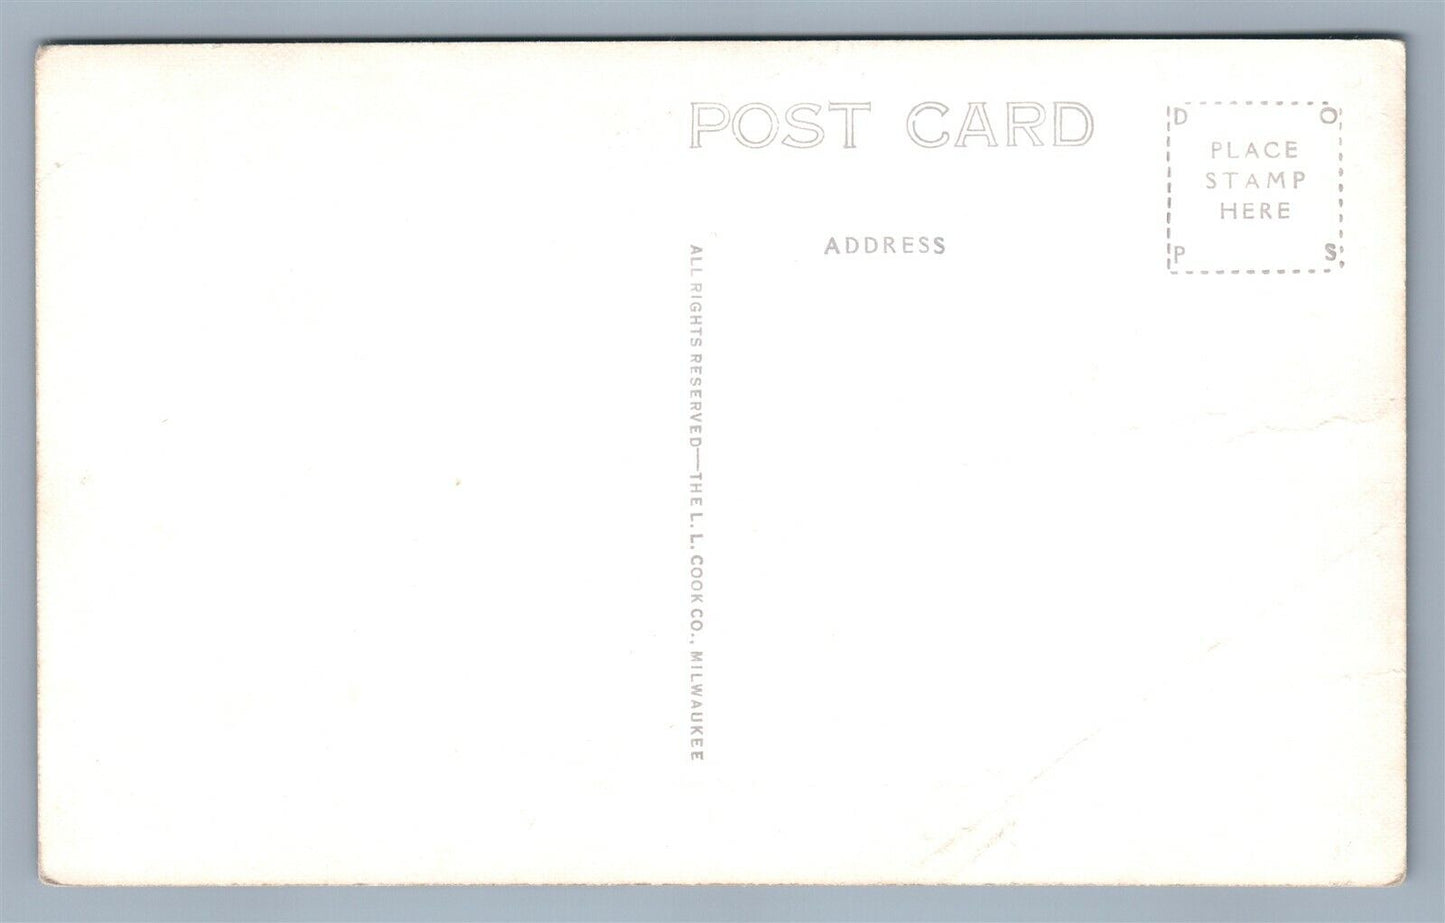 POST CARD
D O
PLACE
STAMP
HERE
P S
ADDRESS
ALL RIGHTS RESERVED—THE L. L. COOK CO., MILWAUKEE